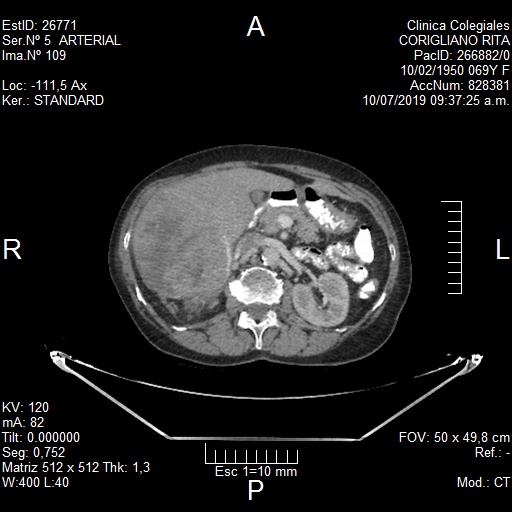 EstID: 26771
Ser.Nº 5 ARTERIAL
Ima.Nº 109
Loc: -111,5 Ax
Ker.: STANDARD
A
Clinica Colegiales
CORIGLIANO RITA
PacID: 266882/0
10/02/1950 069Y F
AccNum: 828381
10/07/2019 09:37:25 a.m.
R
L
KV: 120
mA: 82
Tilt: 0.000000
Seg: 0,752
Matriz 512 x 512 Thk: 1,3
W:400 L:40
Esc 1=10 mm
P
FOV: 50 x 49,8 cm
Ref.: -
Mod.: CT